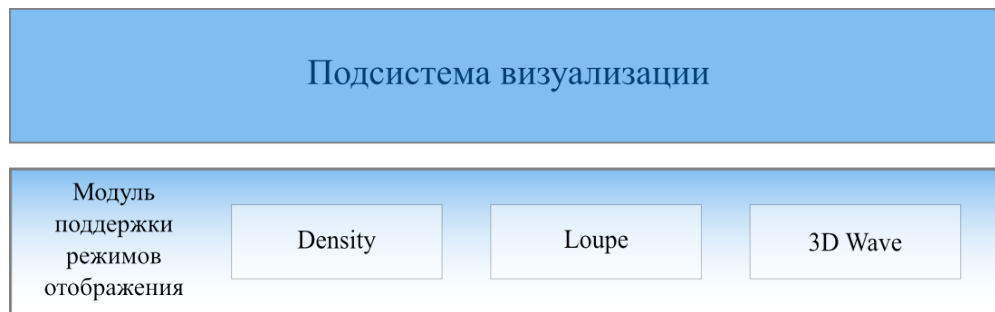 Подсистема визуализации
Модуль
поддержки
режимов
отображения
Density
Loupe
3D Wave